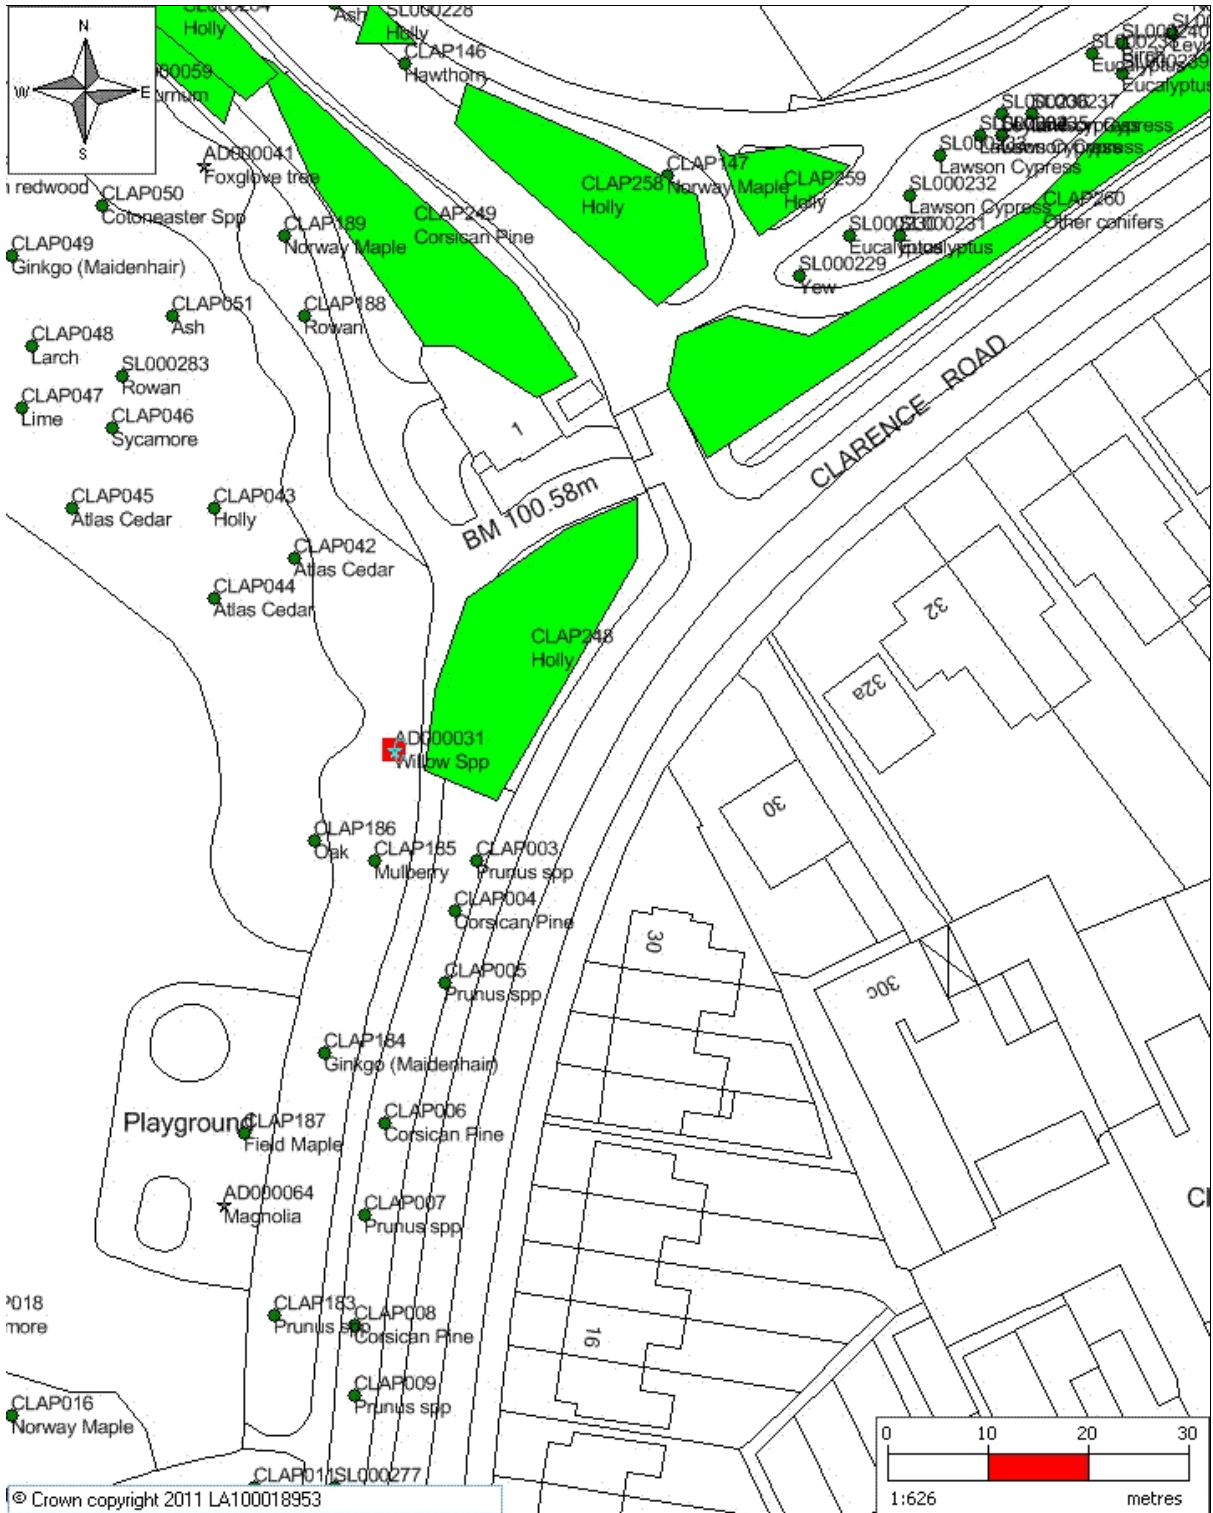 N
W
E
S
Holly
Ash
SL000228
Holly
CLAP146
Hawthorn
AD000041
Foxglove tree
redwood
CLAP050
Cotoneaster Spp
CLAP049
Ginkgo (Maidenhair)
CLAP189
Norway Maple
CLAP249
Corsican Pine
CLAP258
Holly
CLAP147
Norway Maple
CLAP259
Holly
Eucalyptus
Lawson Cypress
SL000232
Lawson Cypress
CLAP260
Other conifers
Eucalyptus
SL000231
Eucalyptus
SL000229
Yew
CLAP051
Ash
CLAP188
Rowan
CLAP048
Larch
SL000283
Rowan
CLAP047
Lime
CLAP046
Sycamore
1
CLARENCE ROAD
BM 100.58m
CLAP045
Atlas Cedar
CLAP043
Holly
CLAP042
Atlas Cedar
CLAP044
Atlas Cedar
CLAP248
Holly
32
32a
AD000031
Willow Spp
30
CLAP186
Oak
CLAP185
Mulberry
CLAP003
Prunus spp
CLAP004
Corsican Pine
30
CLAP005
Prunus spp
30c
CLAP184
Ginkgo (Maidenhair)
Playground
CLAP187
Field Maple
CLAP006
Corsican Pine
AD000064
Magnolia
CLAP007
Prunus spp
CLAP183
Prunus spp
CLAP008
Corsican Pine
16
CLAP009
Prunus spp
CLAP016
Norway Maple
CLAP011
SL000277
© Crown copyright 2011 LA100018953
0 10 20 30
1:626 metres